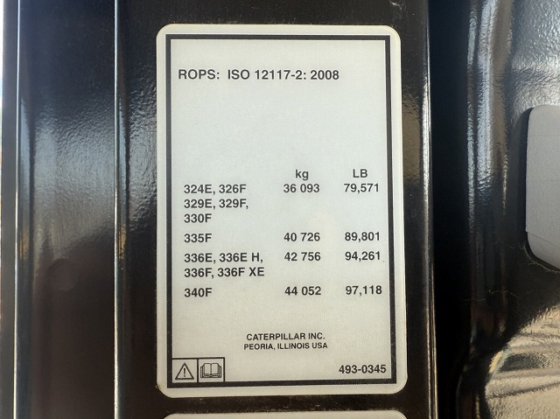 ROPS: ISO 12117-2: 2008
kg LB
324E, 326F 36 093 79,571
329E, 329F,
330F
335F 40 726 89,801
336E, 336E H, 42 756 94,261
336F, 336F XE
340F 44 052 97,118
CATERPILLAR INC.
PEORIA, ILLINOIS USA
493-0345